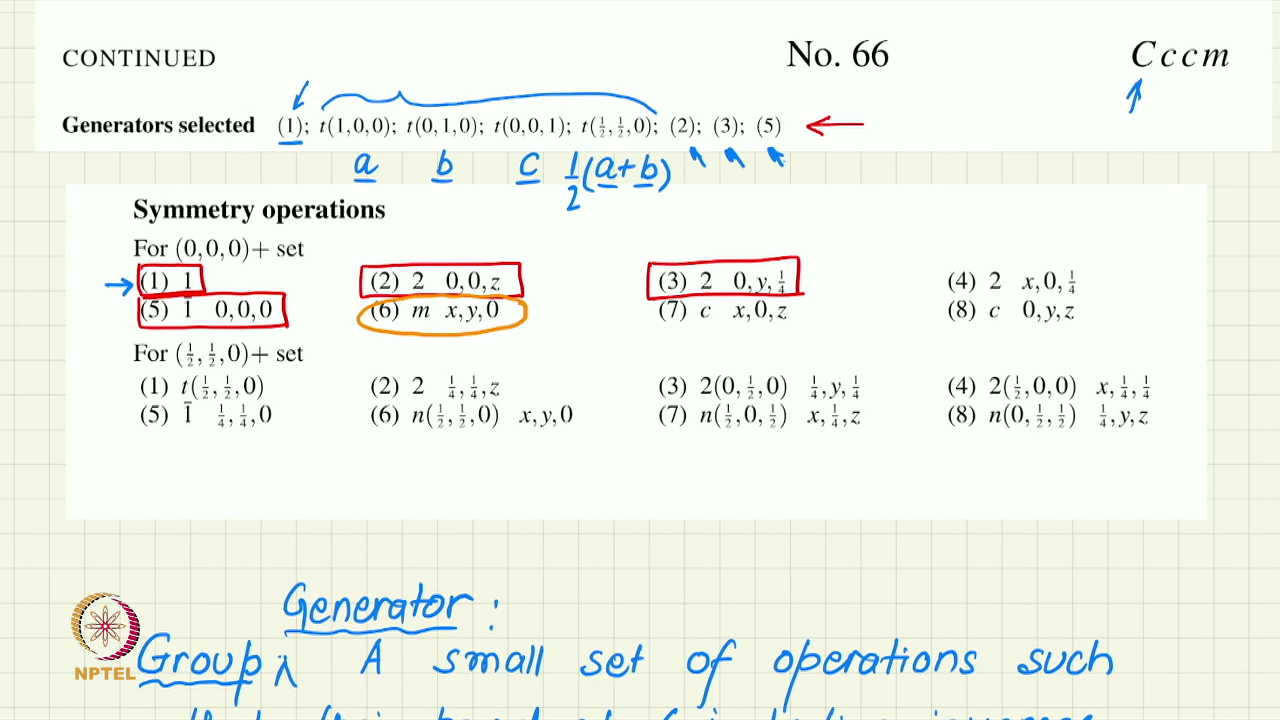 CONTINUED No. 66 Cccm
Generators selected (1); t(1,0,0); t(0,1,0); t(0,0,1); t(½,½,0); (2); (3); (5)
a b c ½(a+b)
Symmetry operations
For (0,0,0)+ set
(1) 1 (2) 2 0,0,z (3) 2 0,y,¼ (4) 2 x,0,¼
(5) 1̄ 0,0,0 (6) m x,y,0 (7) c x,0,z (8) c 0,y,z
For (½,½,0)+ set
(1) t(½,½,0) (2) 2 ¼,¼,z (3) 2(0,½,0) ¼,y,¼ (4) 2(½,0,0) x,¼,¼
(5) 1̄ ¼,¼,0 (6) n(½,½,0) x,y,0 (7) n(½,0,½) x,¼,z (8) n(0,½,½) ¼,y,z
Generator :
Group A small set of operations such
NPTEL